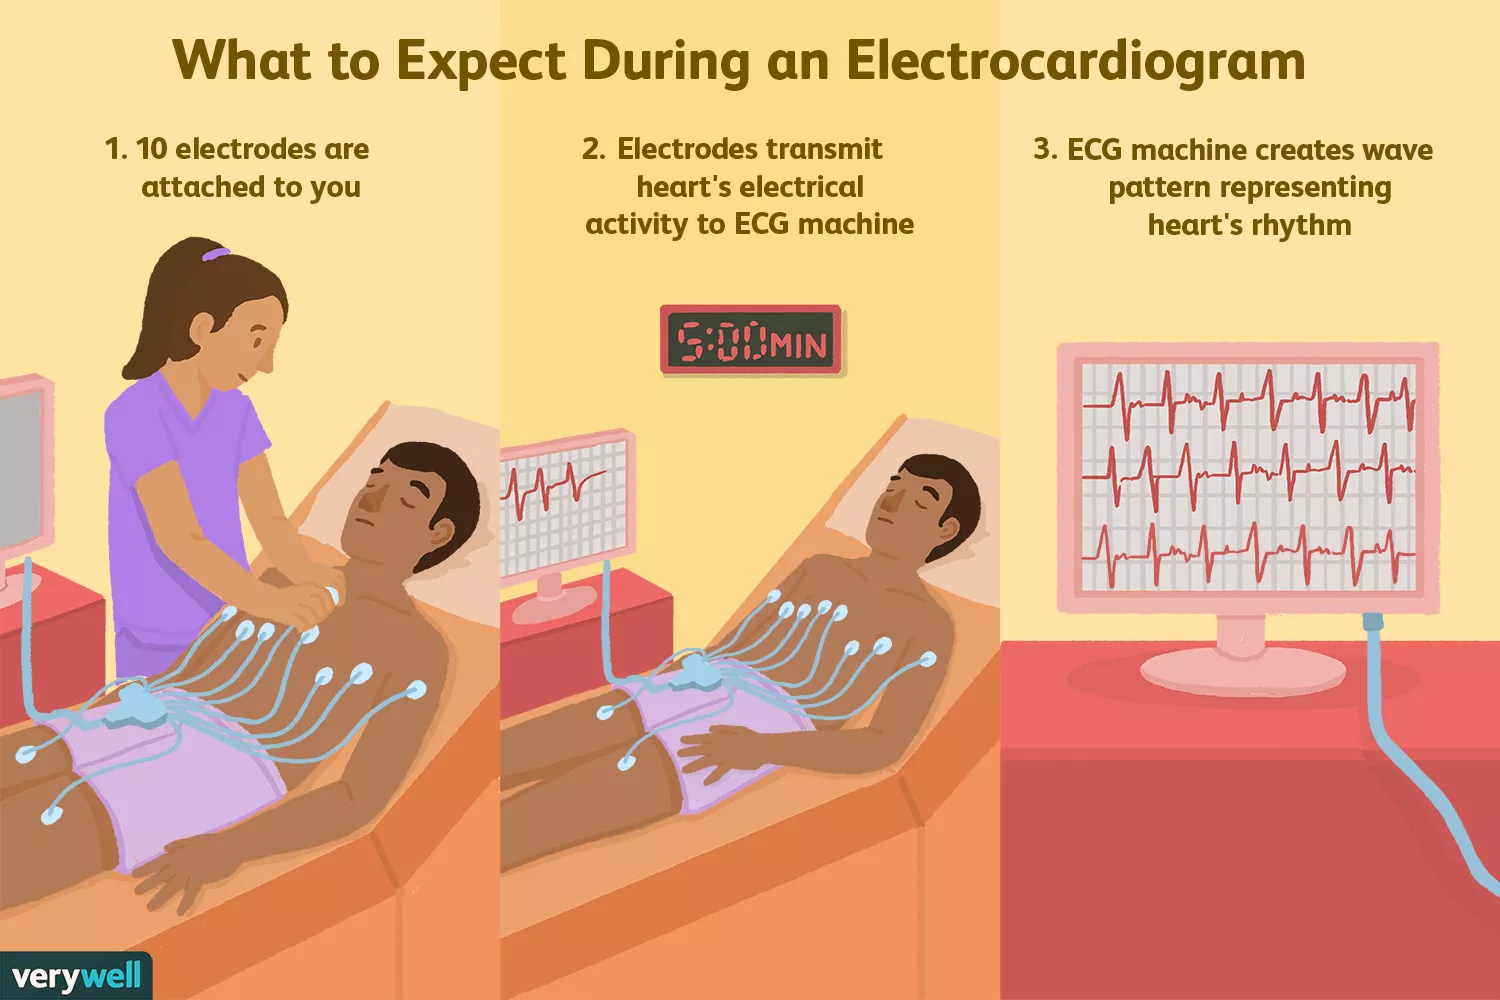 What to Expect During an Electrocardiogram
1. 10 electrodes are
attached to you
2. Electrodes transmit
heart's electrical
activity to ECG machine
3. ECG machine creates wave
pattern representing
heart's rhythm
5:00MIN
verywell